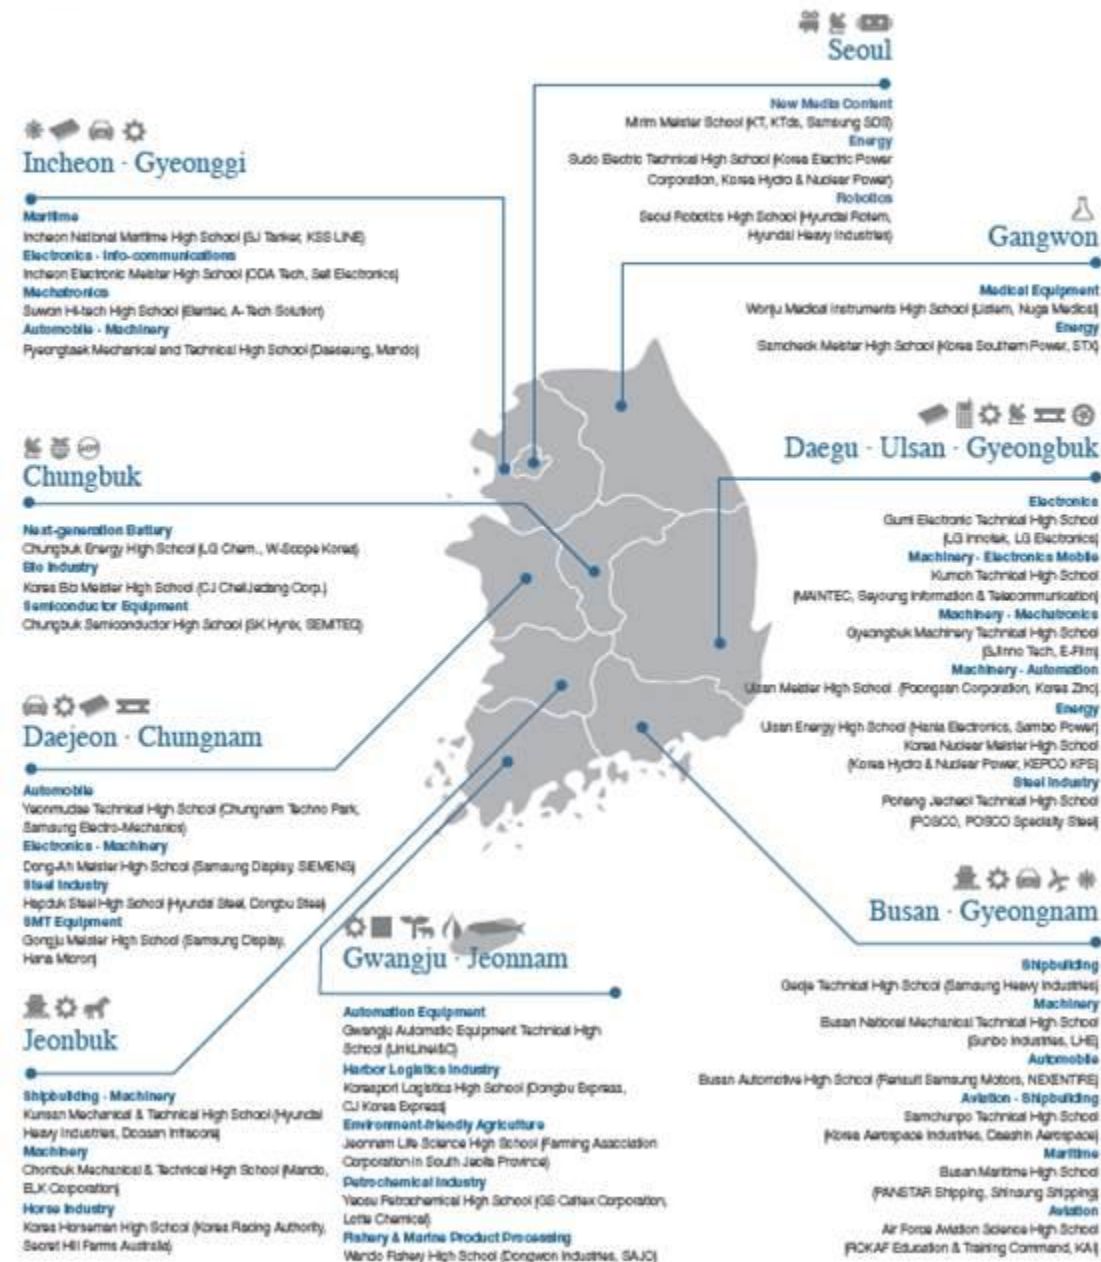 Seoul
New Media Content
Mirim Meister School (KT, KTds, Samsung SDS)
Energy
Sudo Electric Technical High School (Korea Electric Power
Corporation, Korea Hydro & Nuclear Power)
Robotics
Seoul Robotics High School (Hyundai Rotem,
Hyundai Heavy Industries)
Incheon · Gyeonggi
Maritime
Incheon National Maritime High School (SJ Tanker, KSS LINE)
Electronics - Info-communications
Incheon Electronic Meister High School (ODA Tech, Electronics)
Mechatronics
Suwon Hi-tech High School (Elentec, A-Tech Solution)
Automobile - Machinery
Pyeongtaek Mechanical and Technical High School (Daeseung, Mando)
Gangwon
Medical Equipment
Wonju Medical Instruments High School (Nuga Medical)
Energy
Samcheok Meister High School (Korea Southern Power, STX)
Chungbuk
Next-generation Battery
Chungbuk Energy High School (LG Chem., W-Scope Korea)
Bio Industry
Korea Bio Meister High School (CJ CheilJedang Corp.)
Semiconductor Equipment
Chungbuk Semiconductor High School (SK Hynix, SEMITEQ)
Daegu · Ulsan · Gyeongbuk
Electronics
Gumi Electronic Technical High School
(LG Innotek, LG Electronics)
Machinery - Electronics Mobile
Kumoh Technical High School
(MAINTEC, Seyoung Information & Telecommunication)
Machinery - Mechatronics
Gyeongbuk Machinery Technical High School
(SJinno Tech, E-Film)
Machinery - Automation
Ulsan Meister High School (Poongsan Corporation, Korea Zinc)
Energy
Ulsan Energy High School (Electronics, Sambo Power)
Korea Nuclear Meister High School
(Korea Hydro & Nuclear Power, KEPCO KPS)
Steel Industry
Pohang Jecheol Technical High School
(POSCO, POSCO Specialty Steel)
Daejeon · Chungnam
Automobile
Yeonmudae Technical High School (Chungnam Techno Park,
Samsung Electro-Mechanics)
Electronics - Machinery
Dong-Ah Meister High School (Samsung Display, SIEMENS)
Steel Industry
Hapduk Steel High School (Hyundai Steel, Dongbu Steel)
SMT Equipment
Gongju Meister High School (Samsung Display,
Hana Micron)
Jeonbuk
Shipbuilding - Machinery
Kunsan Mechanical & Technical High School (Hyundai
Heavy Industries, Doosan Infracore)
Machinery
Chonbuk Mechanical & Technical High School (Mando,
ELK Corporation)
Horse Industry
Korea Horseman High School (Korea Racing Authority,
Secret Hill Farms Australia)
Gwangju · Jeonnam
Automation Equipment
Gwangju Automatic Equipment Technical High
School (LinkLineI&C)
Harbor Logistics Industry
Koreaport Logistics High School (Dongbu Express,
CJ Korea Express)
Environment-friendly Agriculture
Jeonnam Life Science High School (Farming Association
Corporation in South Jeolla Province)
Petrochemical Industry
Yeosu Petrochemical High School (GS Caltex Corporation,
Lotte Chemical)
Fishery & Marine Product Processing
Wando Fishery High School (Dongwon Industries, SAJO)
Busan · Gyeongnam
Shipbuilding
Geoje Technical High School (Samsung Heavy Industries)
Machinery
Busan National Mechanical Technical High School
(Sunbo Industries, LHE)
Automobile
Busan Automotive High School (Renault Samsung Motors, NEXENTIRE)
Aviation - Shipbuilding
Samchunpo Technical High School
(Korea Aerospace Industries, Daeshin Aerospace)
Maritime
Busan Maritime High School
(PANSTAR Shipping, Shinsung Shipping)
Aviation
Air Force Aviation Science High School
(ROKAF Education & Training Command, KAI)